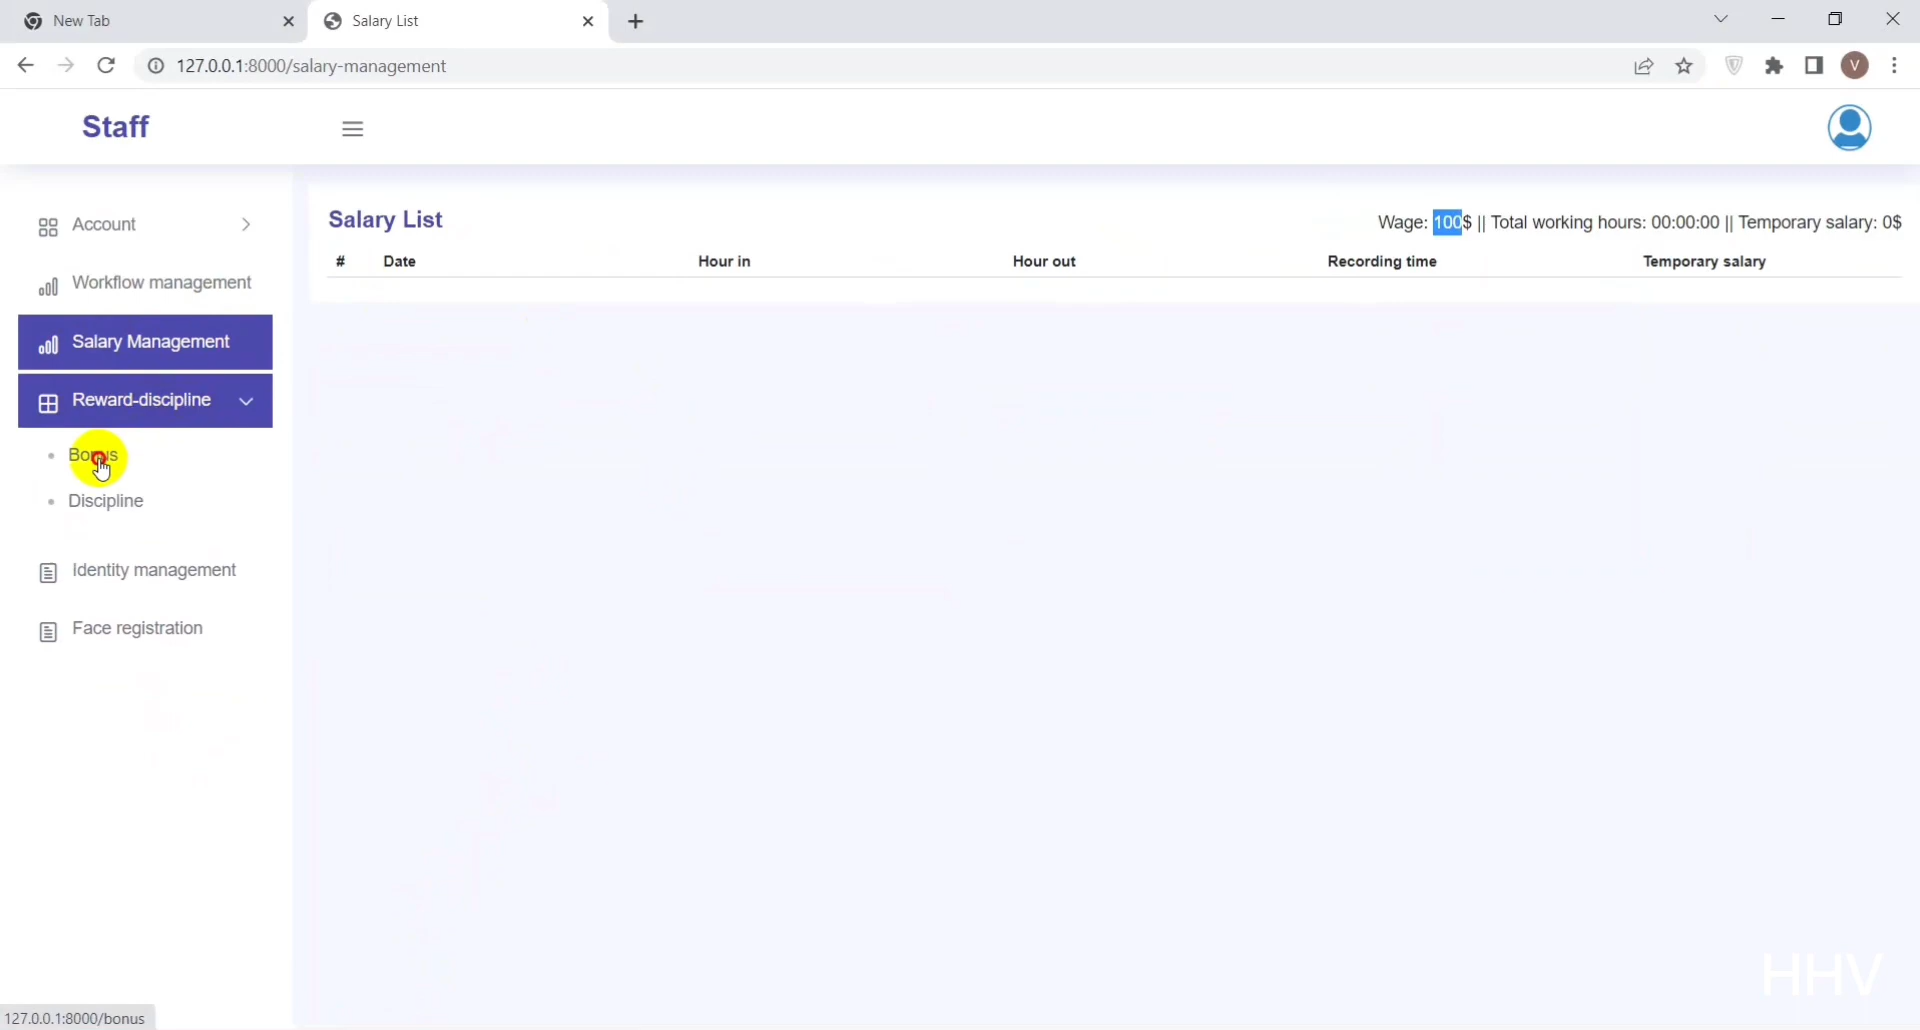 New Tab
Salary List
127.0.0.1:8000/salary-management
V
Staff
Account
Workflow management
Salary Management
Reward-discipline
Bonus
Discipline
Identity management
Face registration
Salary List
Wage: 100$ || Total working hours: 00:00:00 || Temporary salary: 0$
# Date Hour in Hour out Recording time Temporary salary
HHV
127.0.0.1:8000/bonus